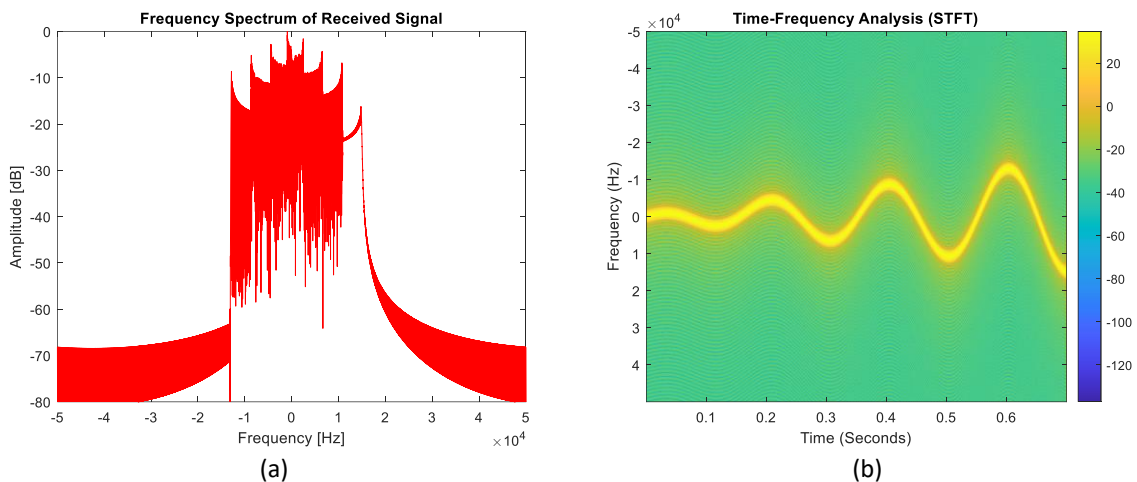 Frequency Spectrum of Received Signal
0
-10
-20
-30
-40
-50
-60
-70
-80
Amplitude [dB]
-5 -4 -3 -2 -1 0 1 2 3 4 5
Frequency [Hz]
×10⁴
(a)
Time-Frequency Analysis (STFT)
×10⁴
-5
-4
-3
-2
-1
0
1
2
3
4
Frequency (Hz)
0.1 0.2 0.3 0.4 0.5 0.6
Time (Seconds)
20
0
-20
-40
-60
-80
-100
-120
(b)